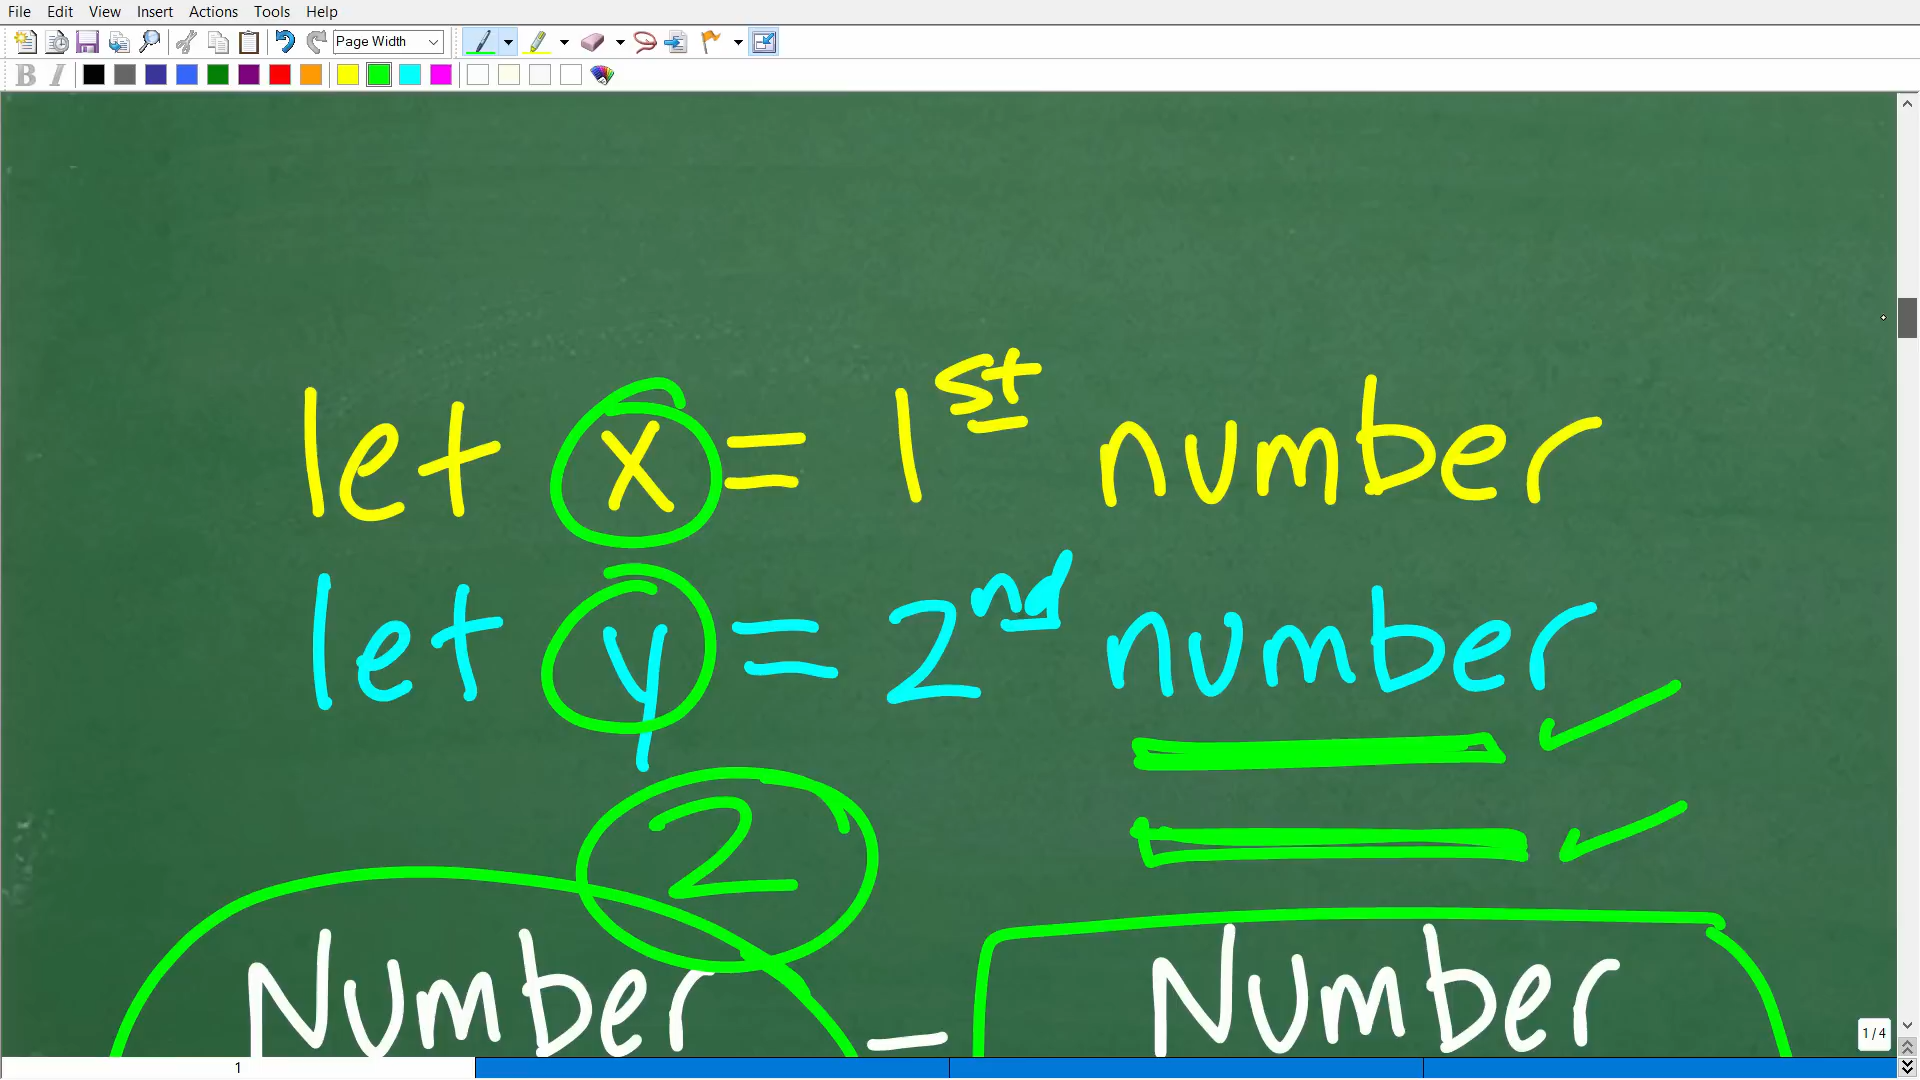 File Edit View Insert Actions Tools Help
Page Width
B I
let x = 1st number
let y = 2nd number
2
Number – Number
1 / 4
1